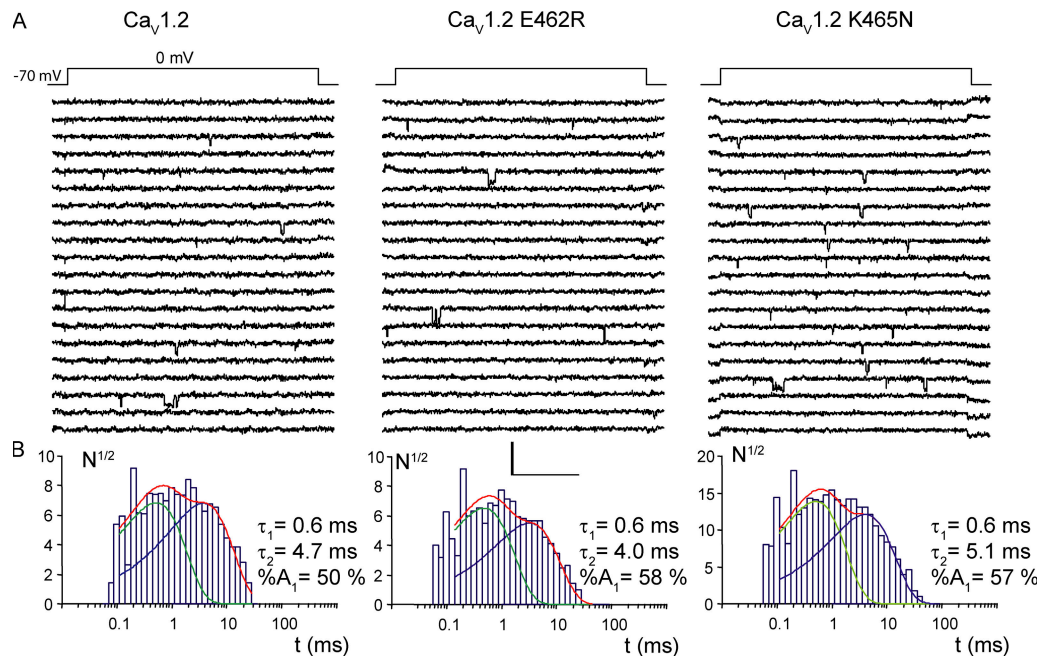 A
Caᵥ1.2
Caᵥ1.2 E462R
Caᵥ1.2 K465N
0 mV
-70 mV
B
10
8
6
4
2
0
N^1/2
τ₁= 0.6 ms
τ₂= 4.7 ms
%A₁= 50 %
0.1 1 10 100
t (ms)
10
8
6
4
2
0
N^1/2
τ₁= 0.6 ms
τ₂= 4.0 ms
%A₁= 58 %
0.1 1 10 100
t (ms)
20
15
10
5
0
N^1/2
τ₁= 0.6 ms
τ₂= 5.1 ms
%A₁= 57 %
0.1 1 10 100
t (ms)